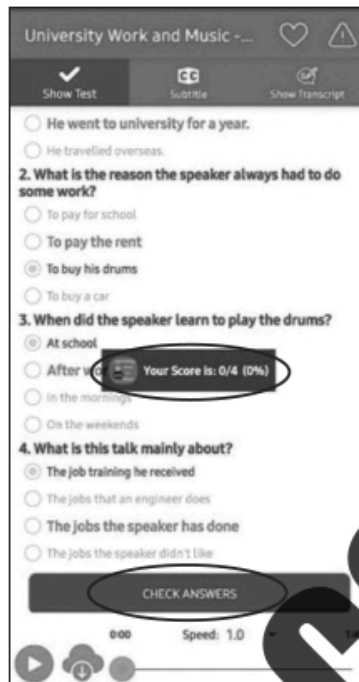 University Work and Music -...
Show Test
CC
Subtitle
Show Transcript
He went to university for a year.
He travelled overseas.
2. What is the reason the speaker always had to do
some work?
To pay for school
To pay the rent
To buy his drums
To buy a car
3. When did the speaker learn to play the drums?
At school
After
Your Score is: 0/4 (0%)
In the mornings
On the weekends
4. What is this talk mainly about?
The job training he received
The jobs that an engineer does
The jobs the speaker has done
The jobs the speaker didn't like
CHECK ANSWERS
0:00
Speed: 1.0